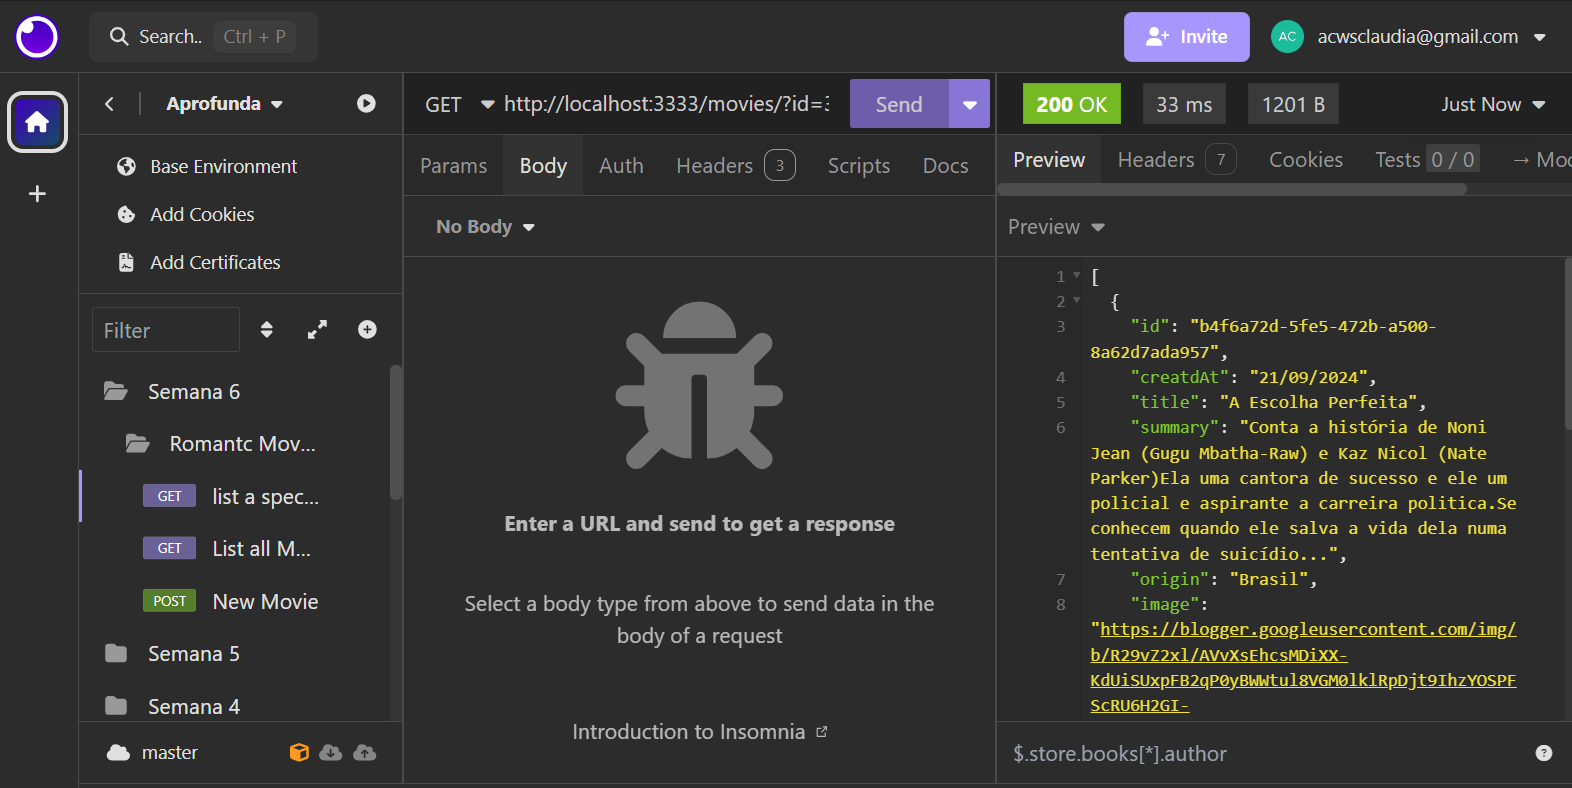 Search..
Ctrl + P
Invite
AC
acwsclaudia@gmail.com
Aprofunda
Base Environment
Add Cookies
Add Certificates
Filter
Semana 6
Romantc Mov...
GET list a spec...
GET List all M...
POST New Movie
Semana 5
Semana 4
master
GET http://localhost:3333/movies/?id=
Send
Params
Body
Auth
Headers 3
Scripts
Docs
No Body
Enter a URL and send to get a response
Select a body type from above to send data in the
body of a request
Introduction to Insomnia
200 OK
33 ms
1201 B
Just Now
Preview
Headers 7
Cookies
Tests 0 / 0
→ Moc
Preview
1 [
2 {
3 "id": "b4f6a72d-5fe5-472b-a500-
8a62d7ada957",
4 "creatdAt": "21/09/2024",
5 "title": "A Escolha Perfeita",
6 "summary": "Conta a história de Noni
Jean (Gugu Mbatha-Raw) e Kaz Nicol (Nate
Parker)Ela uma cantora de sucesso e ele um
policial e aspirante a carreira politica.Se
conhecem quando ele salva a vida dela numa
tentativa de suicídio...",
7 "origin": "Brasil",
8 "image":
"https://blogger.googleusercontent.com/img/
b/R29vZ2xl/AVvXsEhcsMDiXX-
KdUiSUxpFB2qP0yBWWtul8VGM0lklRpDjt9IhzYOSPF
ScRU6H2GI-
$.store.books[*].author